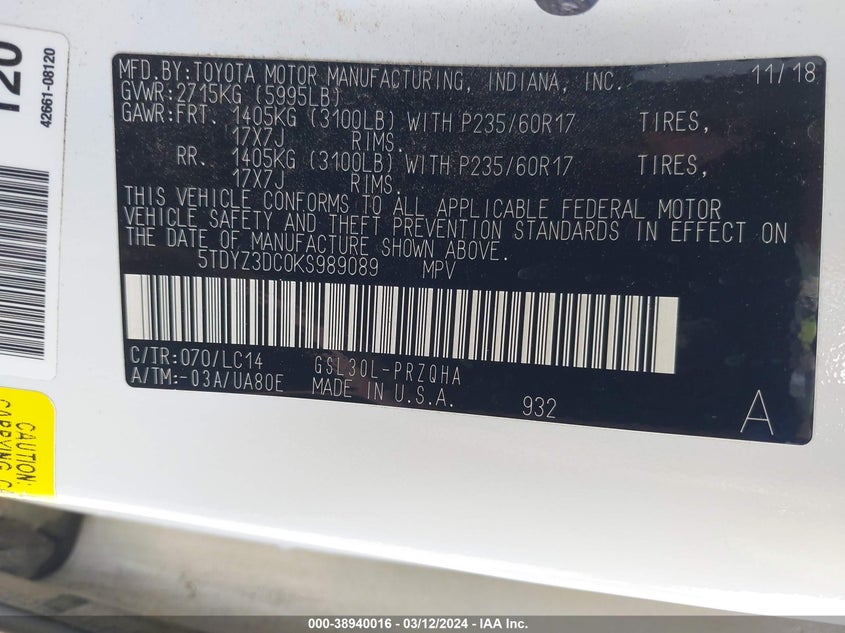 120
42661-08120
MFD.BY:TOYOTA MOTOR MANUFACTURING, INDIANA, INC. 11/18
GVWR:2715KG (5995LB)
GAWR:FRT. 1405KG (3100LB) WITH P235/60R17 TIRES,
17X7J RIMS.
RR. 1405KG (3100LB) WITH P235/60R17 TIRES,
17X7J RIMS.
THIS VEHICLE CONFORMS TO ALL APPLICABLE FEDERAL MOTOR
VEHICLE SAFETY AND THEFT PREVENTION STANDARDS IN EFFECT ON
THE DATE OF MANUFACTURE SHOWN ABOVE.
5TDYZ3DC0KS989089 MPV
C/TR:070/LC14 GSL30L-PRZQHA
A/TM:-03A/UA80E MADE IN U.S.A. 932 A
CAUTION:
CARRYING
000-38940016 - 03/12/2024 - IAA Inc.